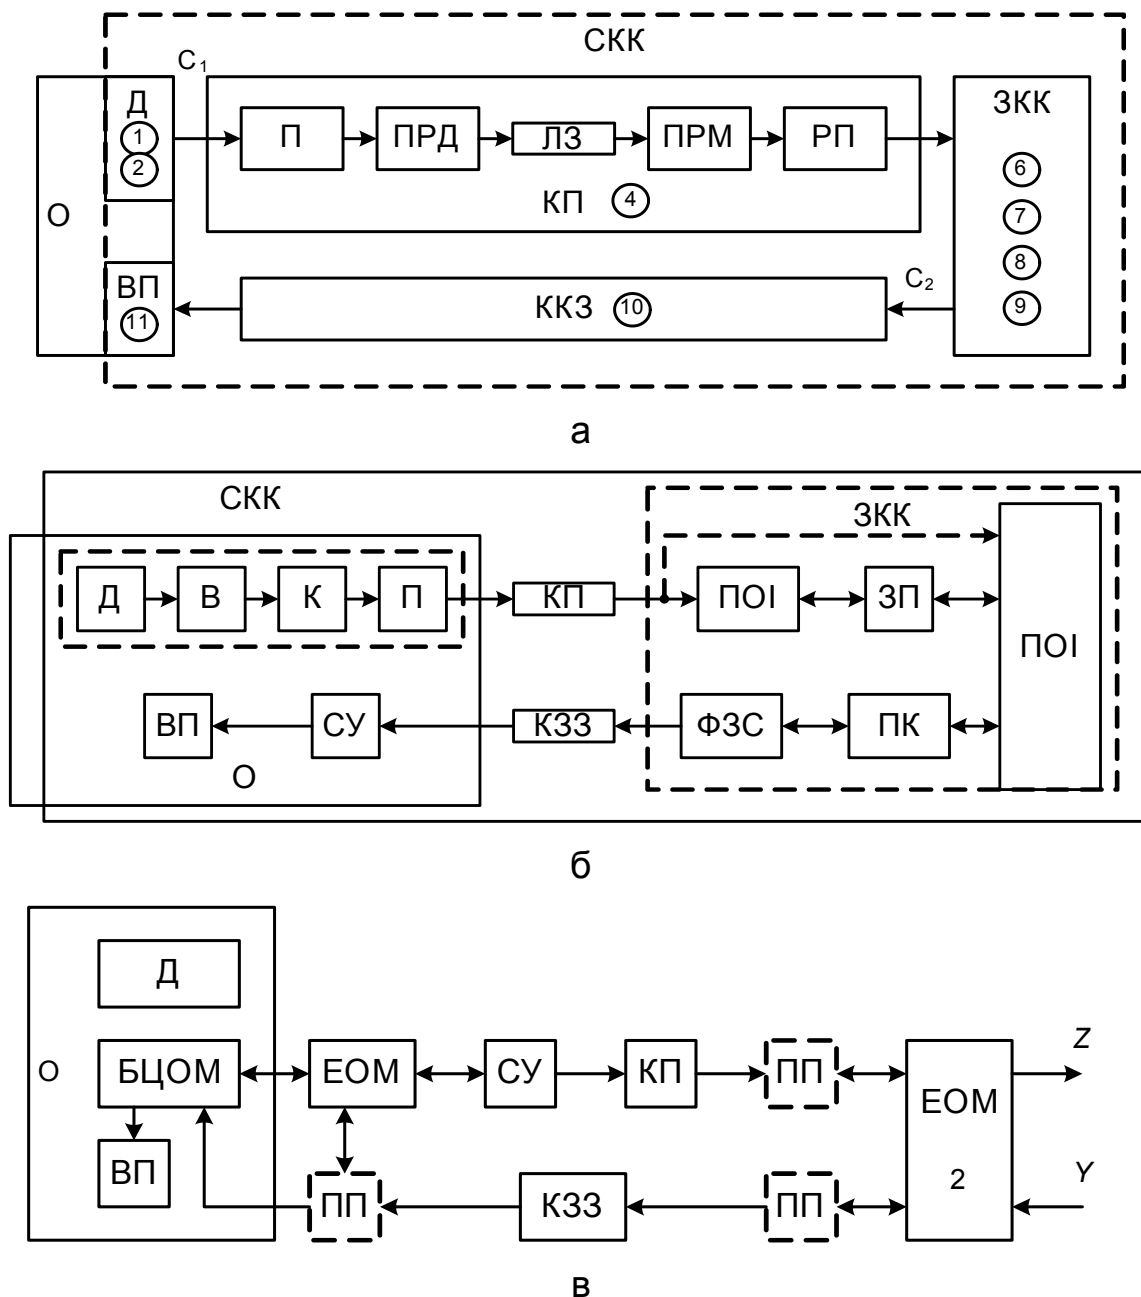 СКК
С1
Д
1
2
П
ПРД
ЛЗ
ПРМ
РП
ЗКК
КП 4
6
7
8
9
О
ВП
11
ККЗ 10
С2
а
СКК
ЗКК
Д
В
К
П
КП
ПОІ
ЗП
ПОІ
ВП
СУ
КЗЗ
ФЗС
ПК
О
б
Д
О
БЦОМ
ЕОМ
СУ
КП
ПП
ЕОМ
2
Z
ВП
ПП
КЗЗ
ПП
Y
в